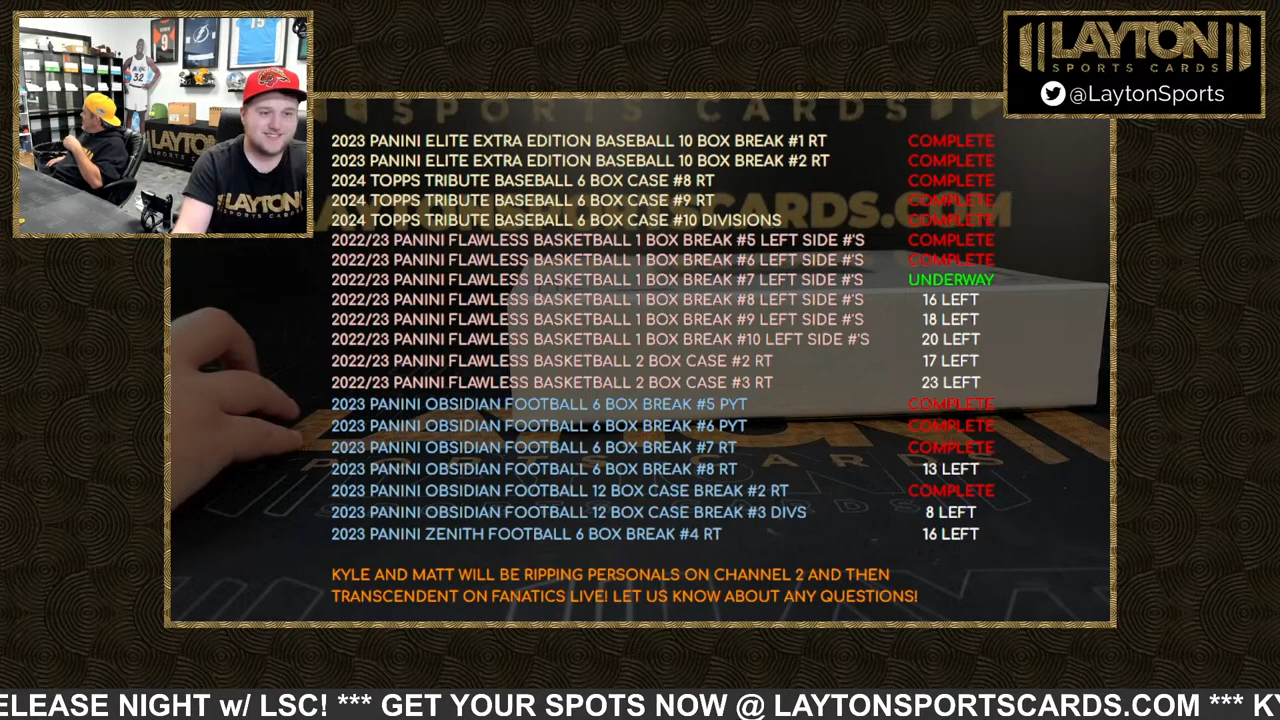 LAYTON
SPORTS CARDS
@LaytonSports
SPORTS CARDS
2023 PANINI ELITE EXTRA EDITION BASEBALL 10 BOX BREAK #1 RT COMPLETE
2023 PANINI ELITE EXTRA EDITION BASEBALL 10 BOX BREAK #2 RT COMPLETE
2024 TOPPS TRIBUTE BASEBALL 6 BOX CASE #8 RT COMPLETE
2024 TOPPS TRIBUTE BASEBALL 6 BOX CASE #9 RT COMPLETE
2024 TOPPS TRIBUTE BASEBALL 6 BOX CASE #10 DIVISIONS COMPLETE
2022/23 PANINI FLAWLESS BASKETBALL 1 BOX BREAK #5 LEFT SIDE #'S COMPLETE
2022/23 PANINI FLAWLESS BASKETBALL 1 BOX BREAK #6 LEFT SIDE #'S COMPLETE
2022/23 PANINI FLAWLESS BASKETBALL 1 BOX BREAK #7 LEFT SIDE #'S UNDERWAY
2022/23 PANINI FLAWLESS BASKETBALL 1 BOX BREAK #8 LEFT SIDE #'S 16 LEFT
2022/23 PANINI FLAWLESS BASKETBALL 1 BOX BREAK #9 LEFT SIDE #'S 18 LEFT
2022/23 PANINI FLAWLESS BASKETBALL 1 BOX BREAK #10 LEFT SIDE #'S 20 LEFT
2022/23 PANINI FLAWLESS BASKETBALL 2 BOX CASE #2 RT 17 LEFT
2022/23 PANINI FLAWLESS BASKETBALL 2 BOX CASE #3 RT 23 LEFT
2023 PANINI OBSIDIAN FOOTBALL 6 BOX BREAK #5 PYT COMPLETE
2023 PANINI OBSIDIAN FOOTBALL 6 BOX BREAK #6 PYT COMPLETE
2023 PANINI OBSIDIAN FOOTBALL 6 BOX BREAK #7 RT COMPLETE
2023 PANINI OBSIDIAN FOOTBALL 6 BOX BREAK #8 RT 13 LEFT
2023 PANINI OBSIDIAN FOOTBALL 12 BOX CASE BREAK #2 RT COMPLETE
2023 PANINI OBSIDIAN FOOTBALL 12 BOX CASE BREAK #3 DIVS 8 LEFT
2023 PANINI ZENITH FOOTBALL 6 BOX BREAK #4 RT 16 LEFT
KYLE AND MATT WILL BE RIPPING PERSONALS ON CHANNEL 2 AND THEN
TRANSCENDENT ON FANATICS LIVE! LET US KNOW ABOUT ANY QUESTIONS!
ELEASE NIGHT w/ LSC! *** GET YOUR SPOTS NOW @ LAYTONSPORTSCARDS.COM *** K